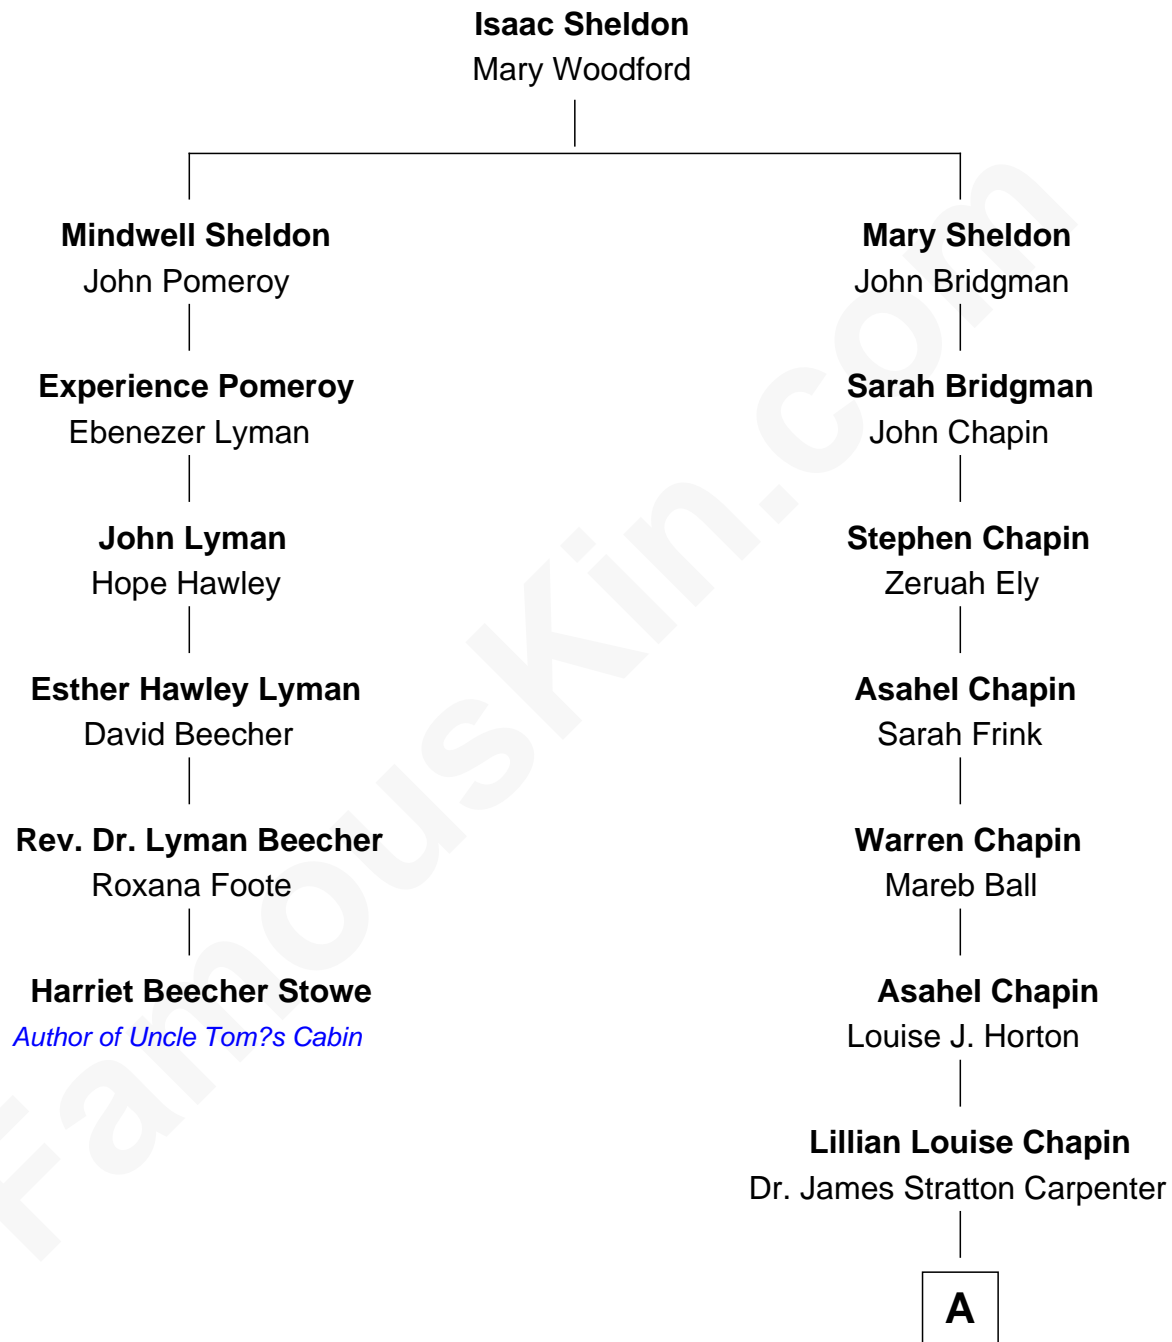 Isaac Sheldon
Mary Woodford
Mindwell Sheldon
John Pomeroy
Mary Sheldon
John Bridgman
Experience Pomeroy
Ebenezer Lyman
Sarah Bridgman
John Chapin
John Lyman
Hope Hawley
Stephen Chapin
Zeruah Ely
Esther Hawley Lyman
David Beecher
Asahel Chapin
Sarah Frink
Rev. Dr. Lyman Beecher
Roxana Foote
Warren Chapin
Mareb Ball
Harriet Beecher Stowe
Author of Uncle Tom?s Cabin
Asahel Chapin
Louise J. Horton
Lillian Louise Chapin
Dr. James Stratton Carpenter
A
FamousKin.com